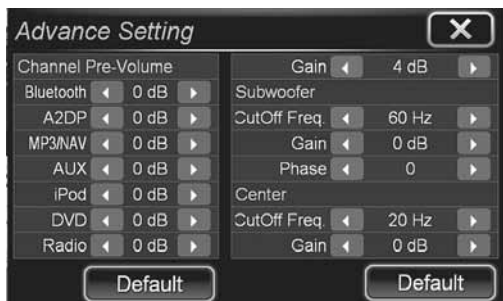 Advance Setting
Channel Pre-Volume
Bluetooth 0 dB
A2DP 0 dB
MP3/NAV 0 dB
AUX 0 dB
iPod 0 dB
DVD 0 dB
Radio 0 dB
Default
Gain 4 dB
Subwoofer
CutOff Freq. 60 Hz
Gain 0 dB
Phase 0
Center
CutOff Freq. 20 Hz
Gain 0 dB
Default